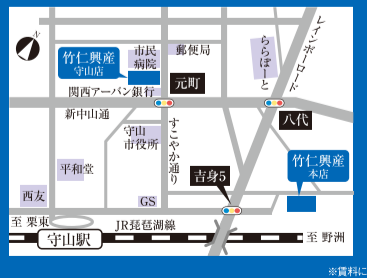 レインボーロード
竹仁興産
守山店
市民
病院
郵便局
ららぽーと
元町
関西アーバン銀行
新中山通
八代
守山
市役所
すこやか通り
竹仁興産
本店
平和堂
吉身5
西友
GS
至 栗東
JR琵琶湖線
守山駅
至 野洲
※賃料に